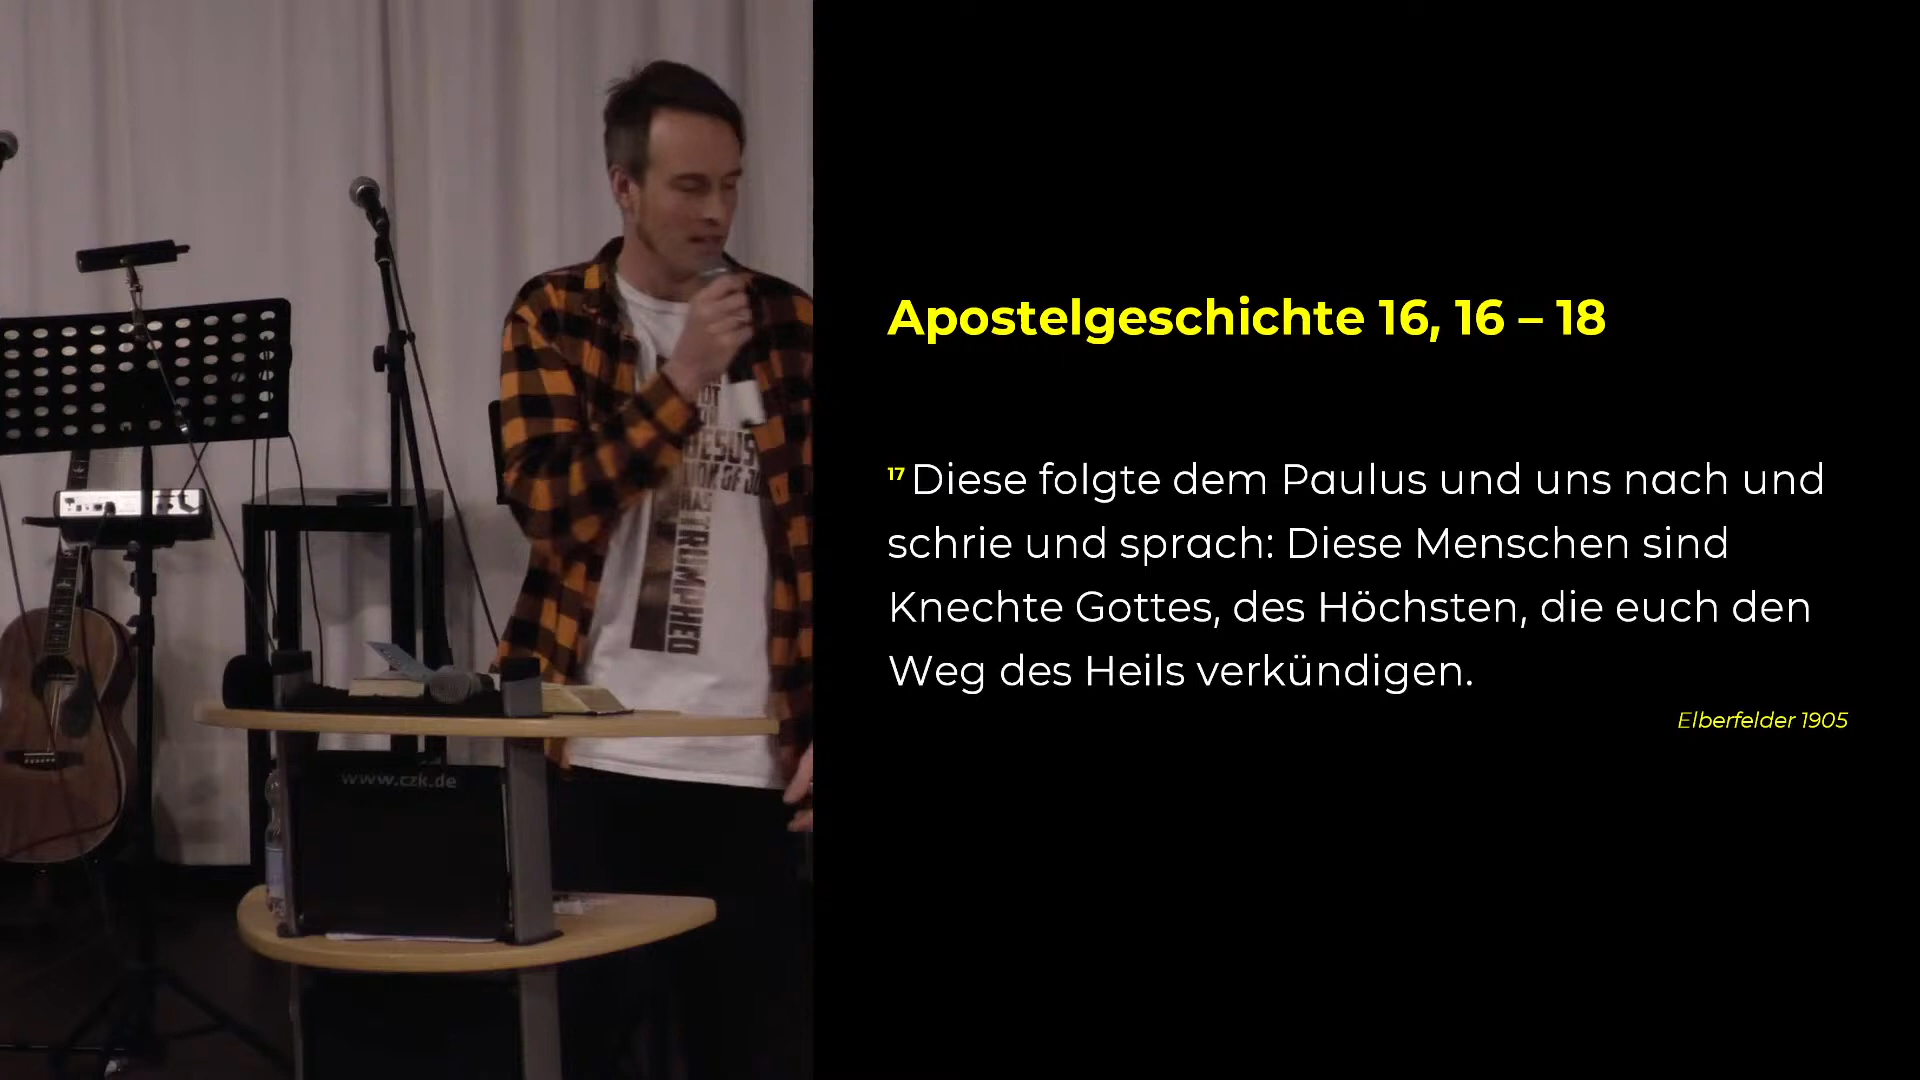 Apostelgeschichte 16, 16 – 18
17 Diese folgte dem Paulus und uns nach und
schrie und sprach: Diese Menschen sind
Knechte Gottes, des Höchsten, die euch den
Weg des Heils verkündigen.
Elberfelder 1905
JESUS
HAS
TRIUMPHED
www.czk.de